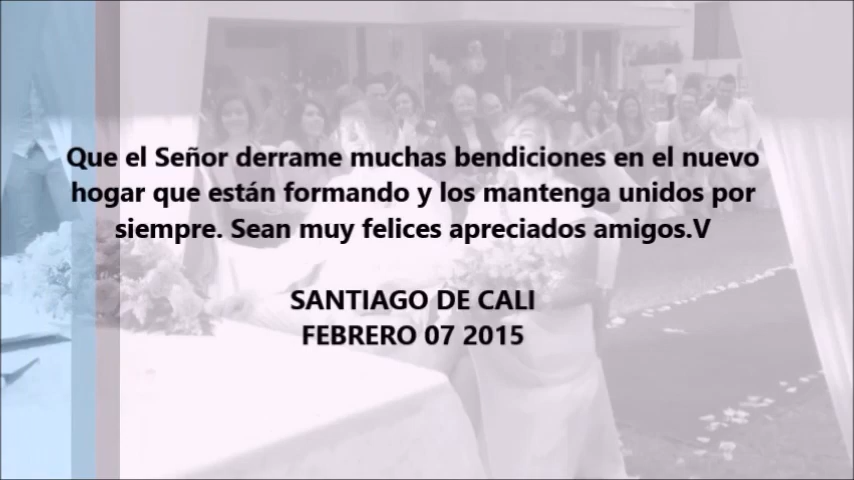 Que el Señor derrame muchas bendiciones en el nuevo
hogar que están formando y los mantenga unidos por
siempre. Sean muy felices apreciados amigos.V
SANTIAGO DE CALI
FEBRERO 07 2015